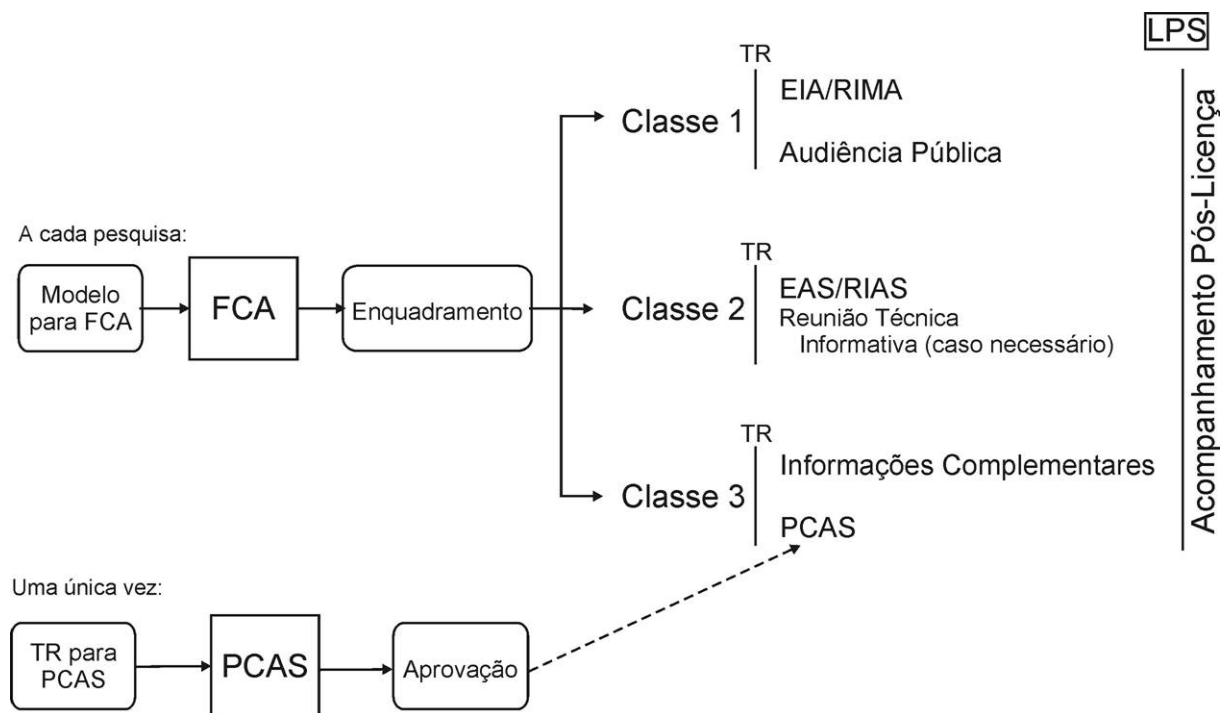 LPS
TR
EIA/RIMA
Classe 1
Audiência Pública
A cada pesquisa:
Modelo
para FCA
FCA
Enquadramento
TR
Classe 2
EAS/RIAS
Reunião Técnica
Informativa (caso necessário)
TR
Classe 3
Informações Complementares
PCAS
Acompanhamento Pós-Licença
Uma única vez:
TR para
PCAS
PCAS
Aprovação